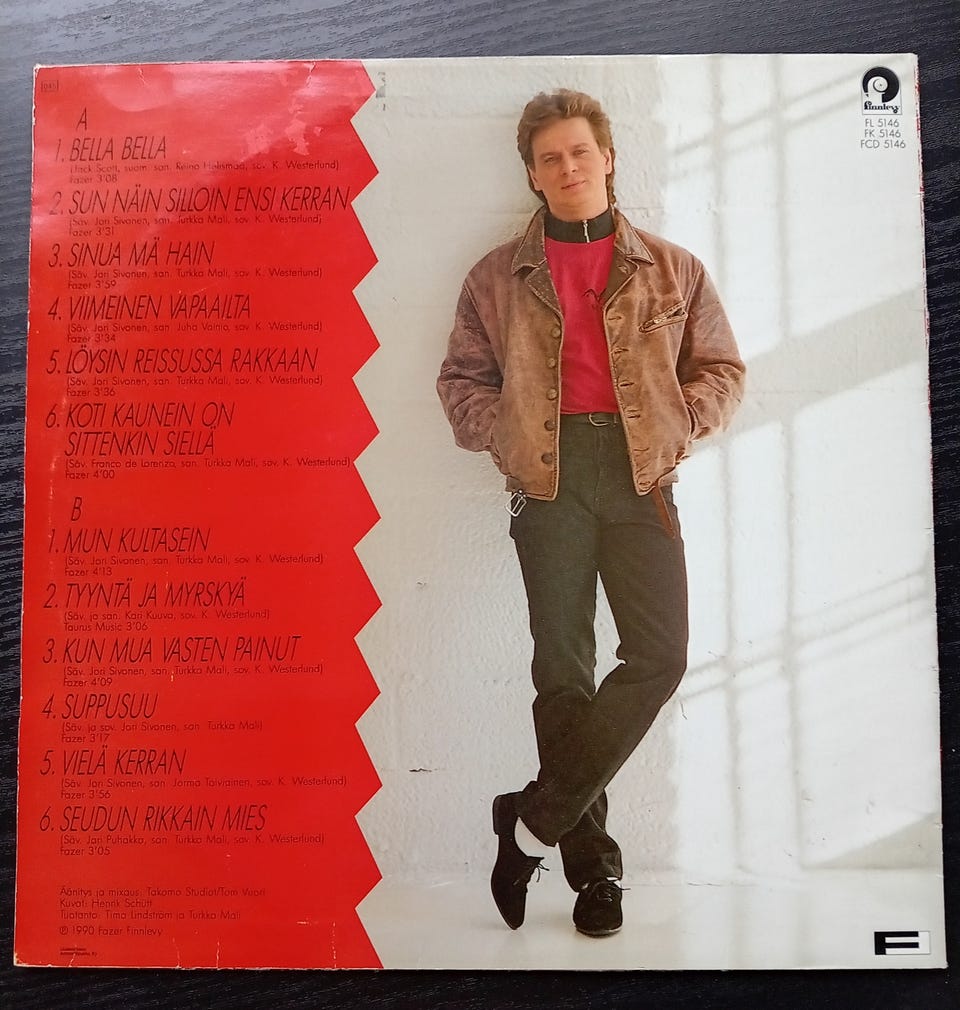 A
1. BELLA BELLA
(Jack Scott, suom. san. Reino Helismaa, sov. K. Westerlund)
Fazer 3'08
2. SUN NÄIN SILLOIN ENSI KERRAN
(Säv. Jori Sivonen, san. Turkka Mali, sov. K. Westerlund)
Fazer 3'31
3. SINUA MÄ HAIN
(Säv. Jori Sivonen, san. Turkka Mali, sov. K. Westerlund)
Fazer 3'59
4. VIIMEINEN VAPAAILTA
(Säv. Jori Sivonen, san. Juha Vainio, sov. K. Westerlund)
Fazer 3'34
5. LÖYSIN REISSUSSA RAKKAAN
(Säv. Jori Sivonen, san. Turkka Mali, sov. K. Westerlund)
Fazer 3'36
6. KOTI KAUNEIN ON
SITTENKIN SIELLÄ
(Säv. Franco de Lorenzo, san. Turkka Mali, sov. K. Westerlund)
Fazer 4'00
B
1. MUN KULTASEIN
(Säv. Jori Sivonen, san. Turkka Mali, sov. K. Westerlund)
Fazer 4'13
2. TYYNTÄ JA MYRSKYÄ
(Säv. ja san. Kari Kuuva, sov. K. Westerlund)
Taurus Music 3'06
3. KUN MUA VASTEN PAINUT
(Säv. Jori Sivonen, san. Turkka Mali, sov. K. Westerlund)
Fazer 4'09
4. SUPPUSUU
(Säv. ja sov. Jori Sivonen, san. Turkka Mali)
Fazer 3'17
5. VIELÄ KERRAN
(Säv. Jori Sivonen, san. Jorma Toiviainen, sov. K. Westerlund)
Fazer 3'56
6. SEUDUN RIKKAIN MIES
(Säv. Jari Puhakka, san. Turkka Mali, sov. K. Westerlund)
Fazer 3'05
Äänitys ja mixaus: Takomo Studiot/Tom Vuori
Kuvat: Henrik Schütt
Tuotanto: Timo Lindström ja Turkka Mali
℗ 1990 Fazer Finnlevy
finnlevy
FL 5146
FK 5146
FCD 5146
F